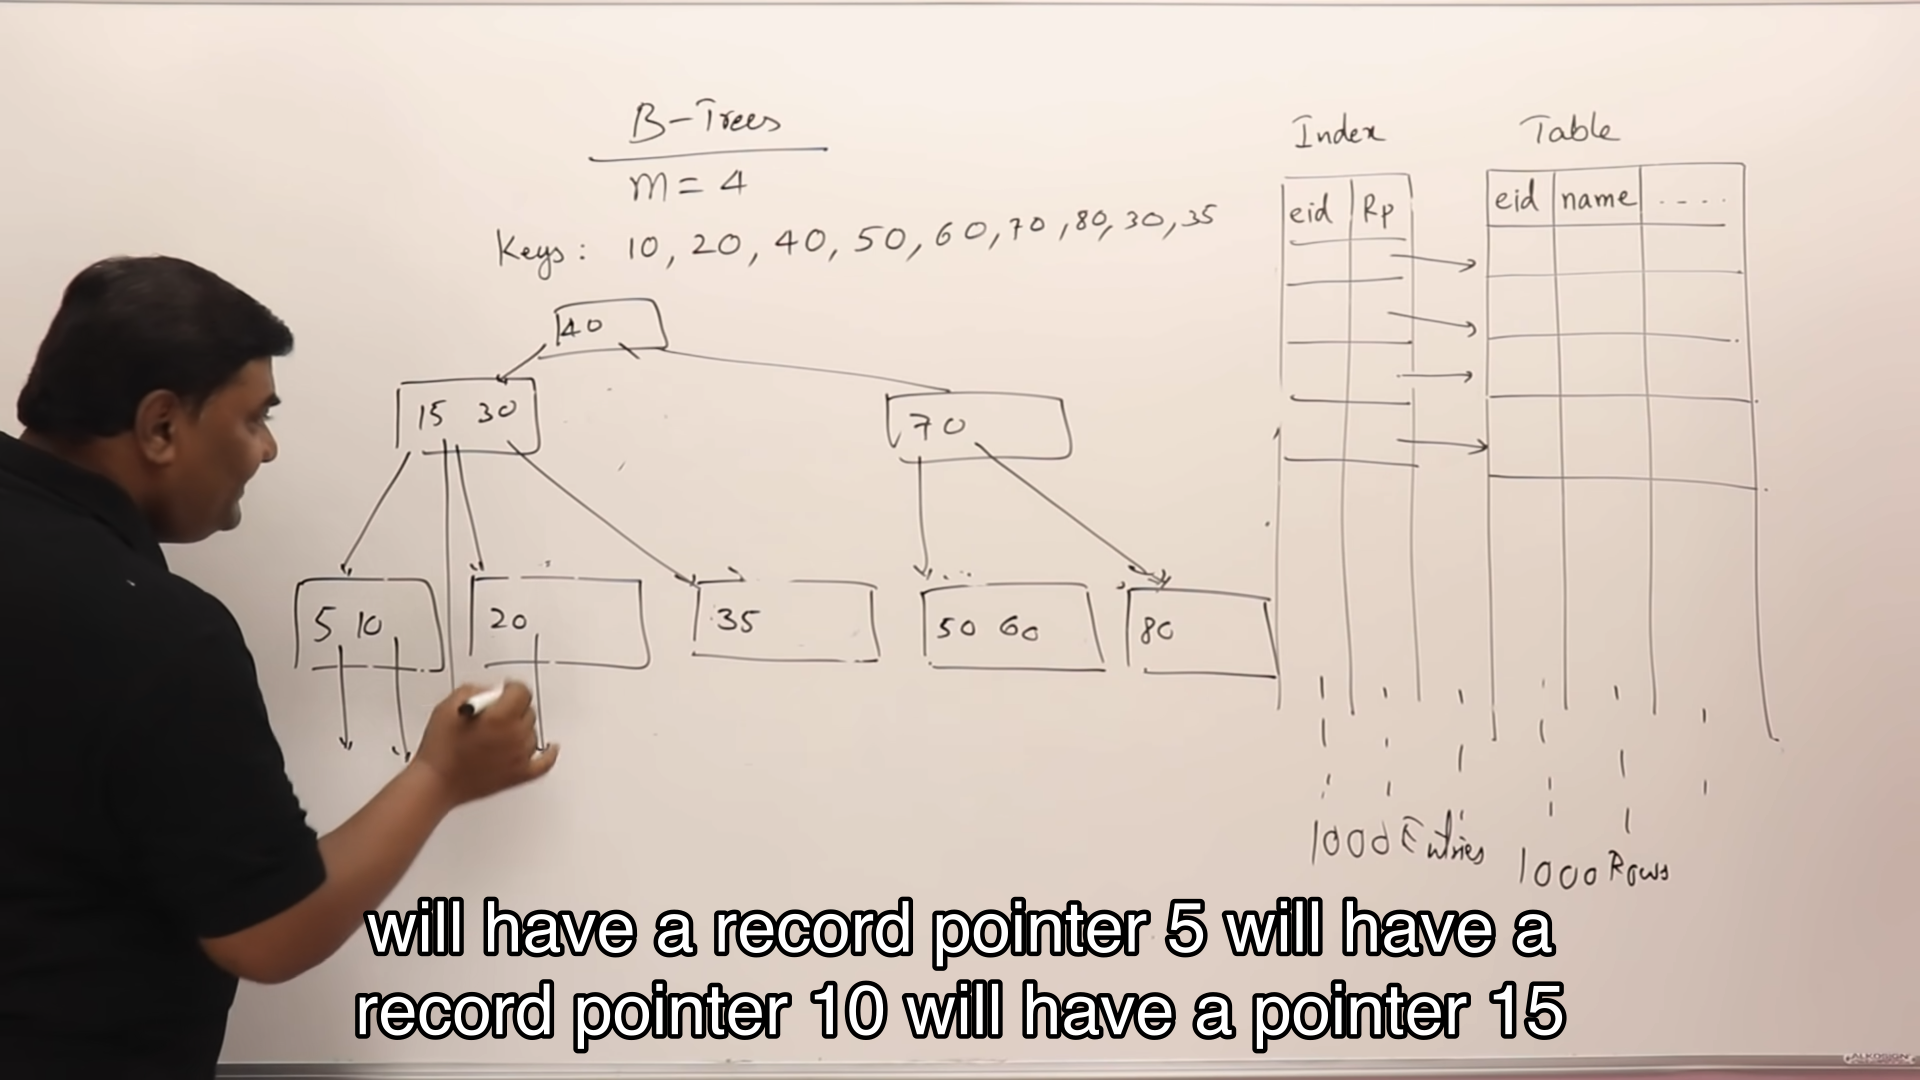 B-Trees
m = 4
Keys: 10, 20, 40, 50, 60, 70, 80, 30, 35
40
15 30
70
5 10
20
35
50 60
80
Index
eid Rp
1000 Entries
Table
eid name ....
1000 Rows
will have a record pointer 5 will have a
record pointer 10 will have a pointer 15